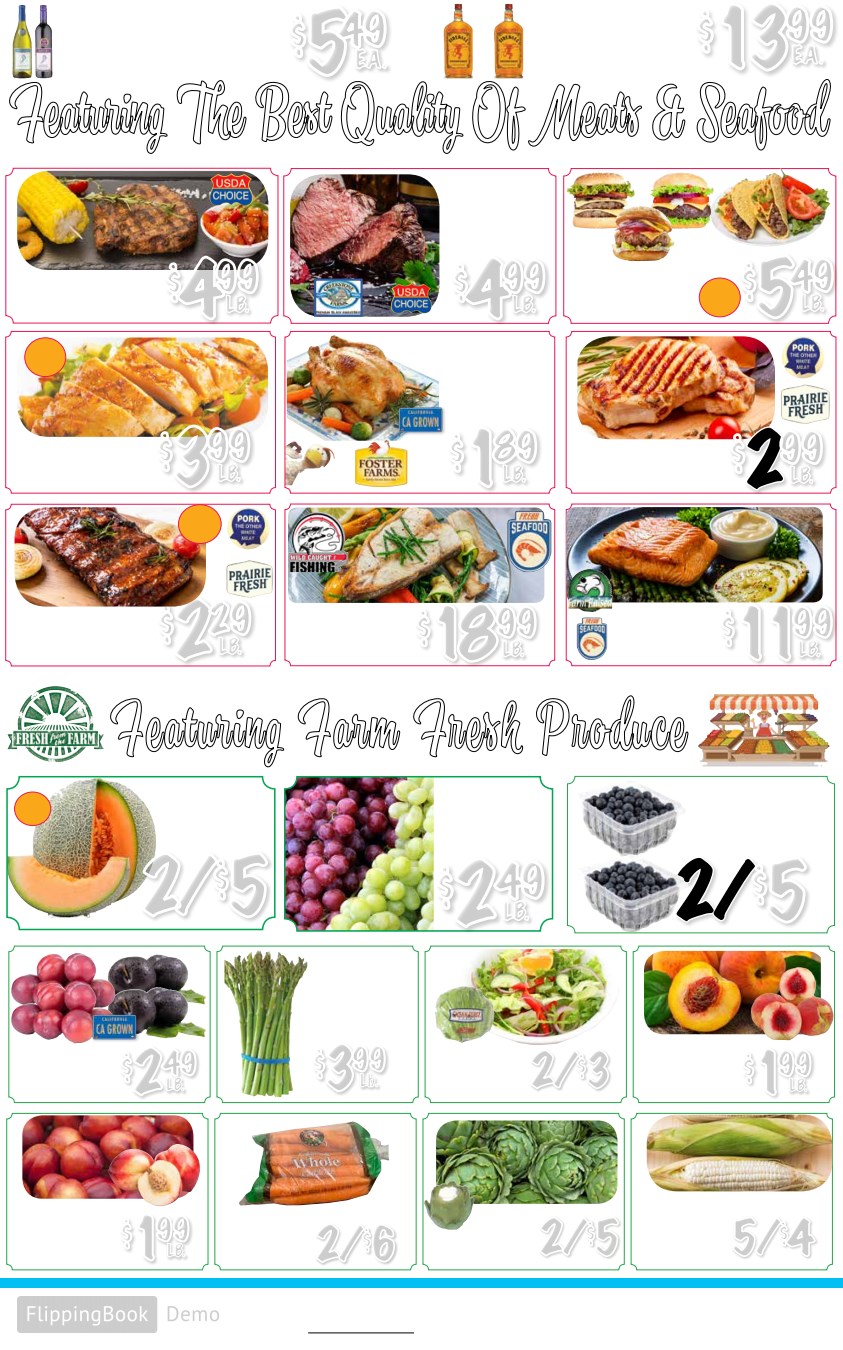 $5.49 EA.
$13.99 EA.
FIREBALL FIREBALL
Featuring The Best Quality Of Meats & Seafood
USDA CHOICE
$4.99 LB.
USDA CHOICE
$4.99 LB.
$5.49 LB.
$3.99 LB.
CALIFORNIA
CA GROWN
FOSTER FARMS
$1.89 LB.
PORK
THE OTHER
WHITE
MEAT
PRAIRIE
FRESH
$2.99 LB.
PORK
THE OTHER
WHITE
MEAT
PRAIRIE
FRESH
$2.29 LB.
WILD CAUGHT
FISHING
FRESH
SEAFOOD
$18.99 LB.
Farm Raised
FRESH
SEAFOOD
$11.99 LB.
FRESH from the FARM
Featuring Farm Fresh Produce
2/$5
$2.49 LB.
2/$5
CALIFORNIA
CA GROWN
$2.49 LB.
$3.99 LB.
2/$3
$1.99 LB.
$1.99 LB.
Whole
2/$6
2/$5
5/$4
FlippingBook Demo